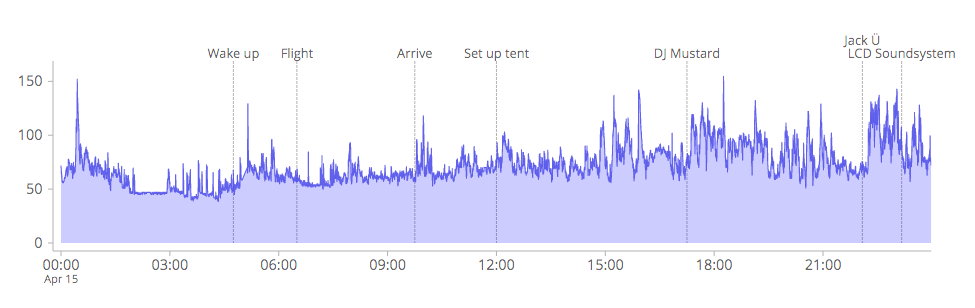 Jack Ü
Wake up Flight Arrive Set up tent DJ Mustard LCD Soundsystem
150
100
50
0
00:00 03:00 06:00 09:00 12:00 15:00 18:00 21:00
Apr 15